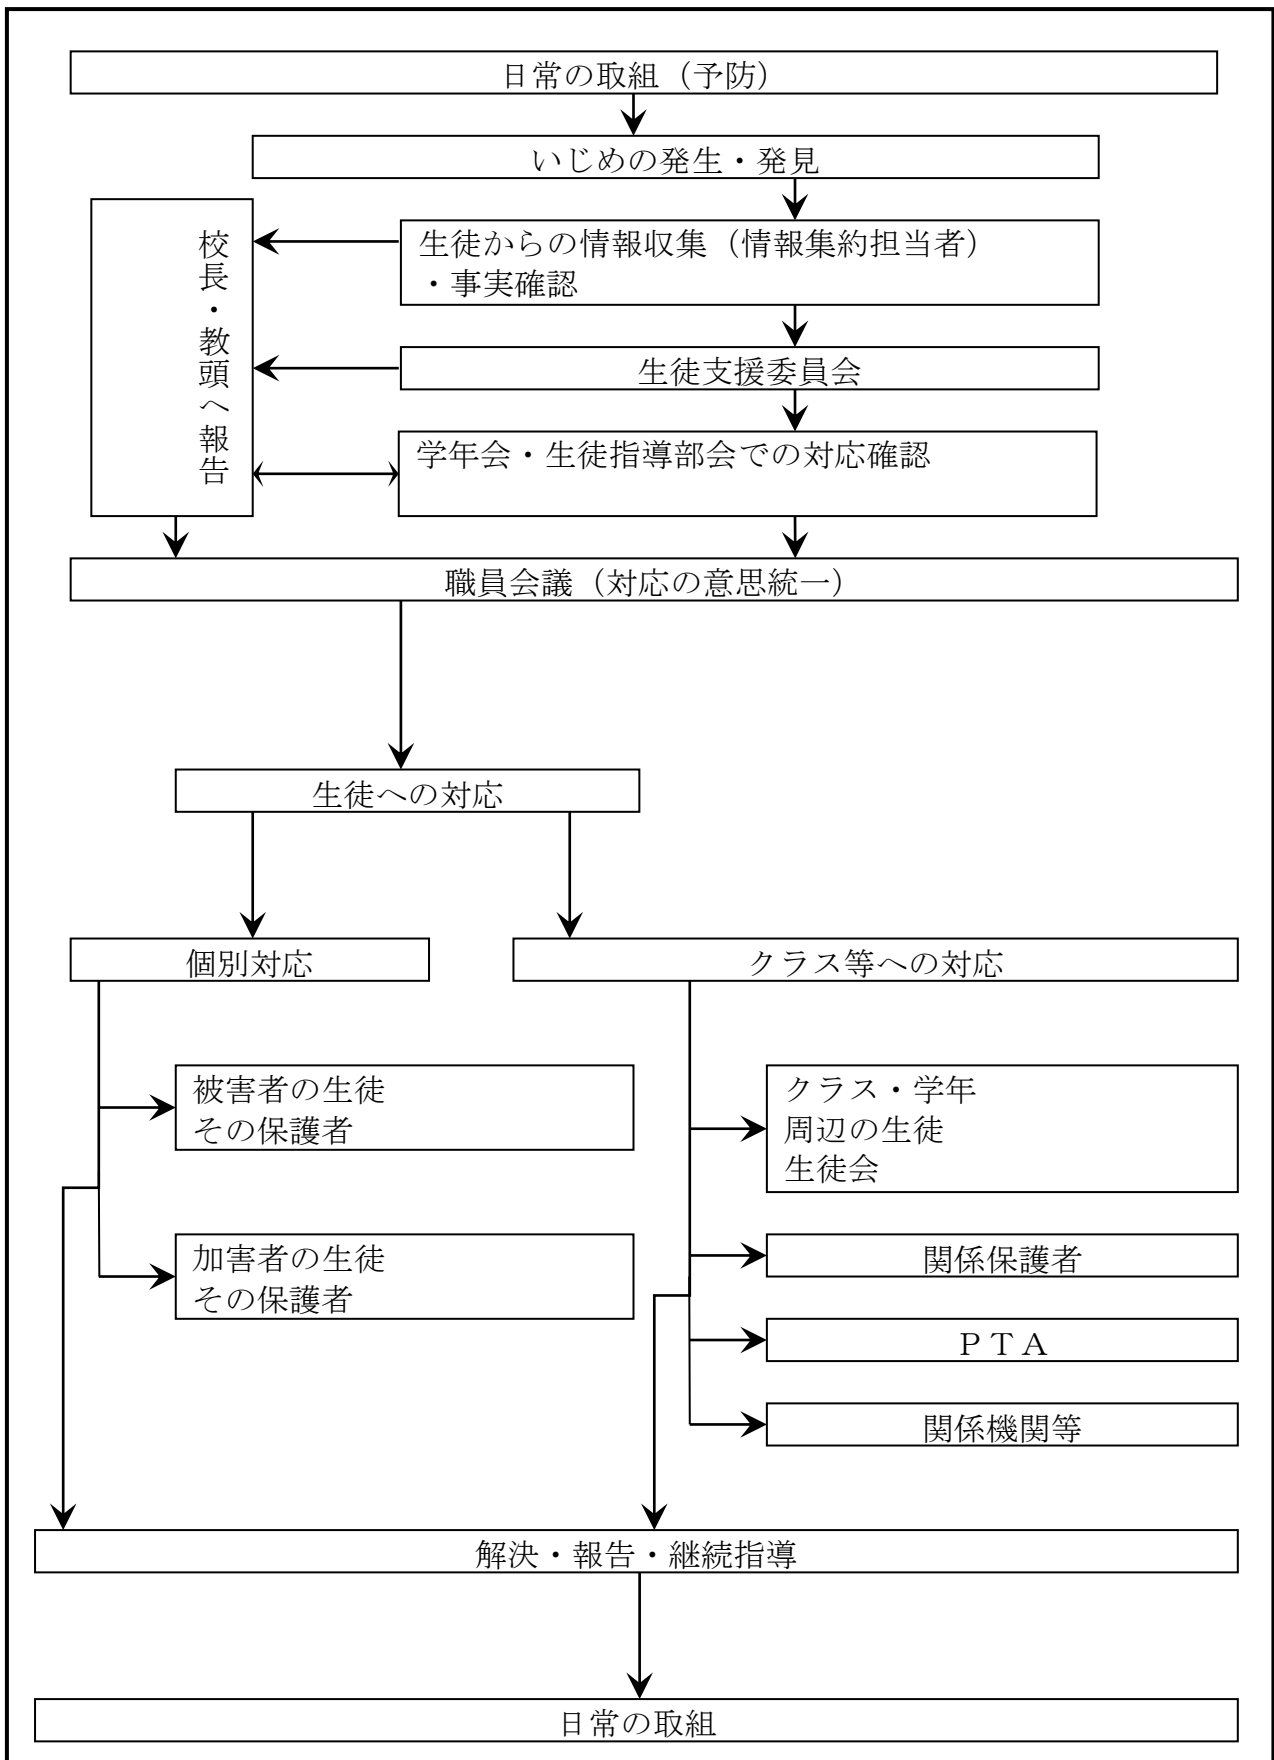 日常の取組（予防）
いじめの発生・発見
校長・教頭へ報告
生徒からの情報収集（情報集約担当者）
・事実確認
生徒支援委員会
学年会・生徒指導部会での対応確認
職員会議（対応の意思統一）
生徒への対応
個別対応
クラス等への対応
被害者の生徒
その保護者
加害者の生徒
その保護者
クラス・学年
周辺の生徒
生徒会
関係保護者
ＰＴＡ
関係機関等
解決・報告・継続指導
日常の取組